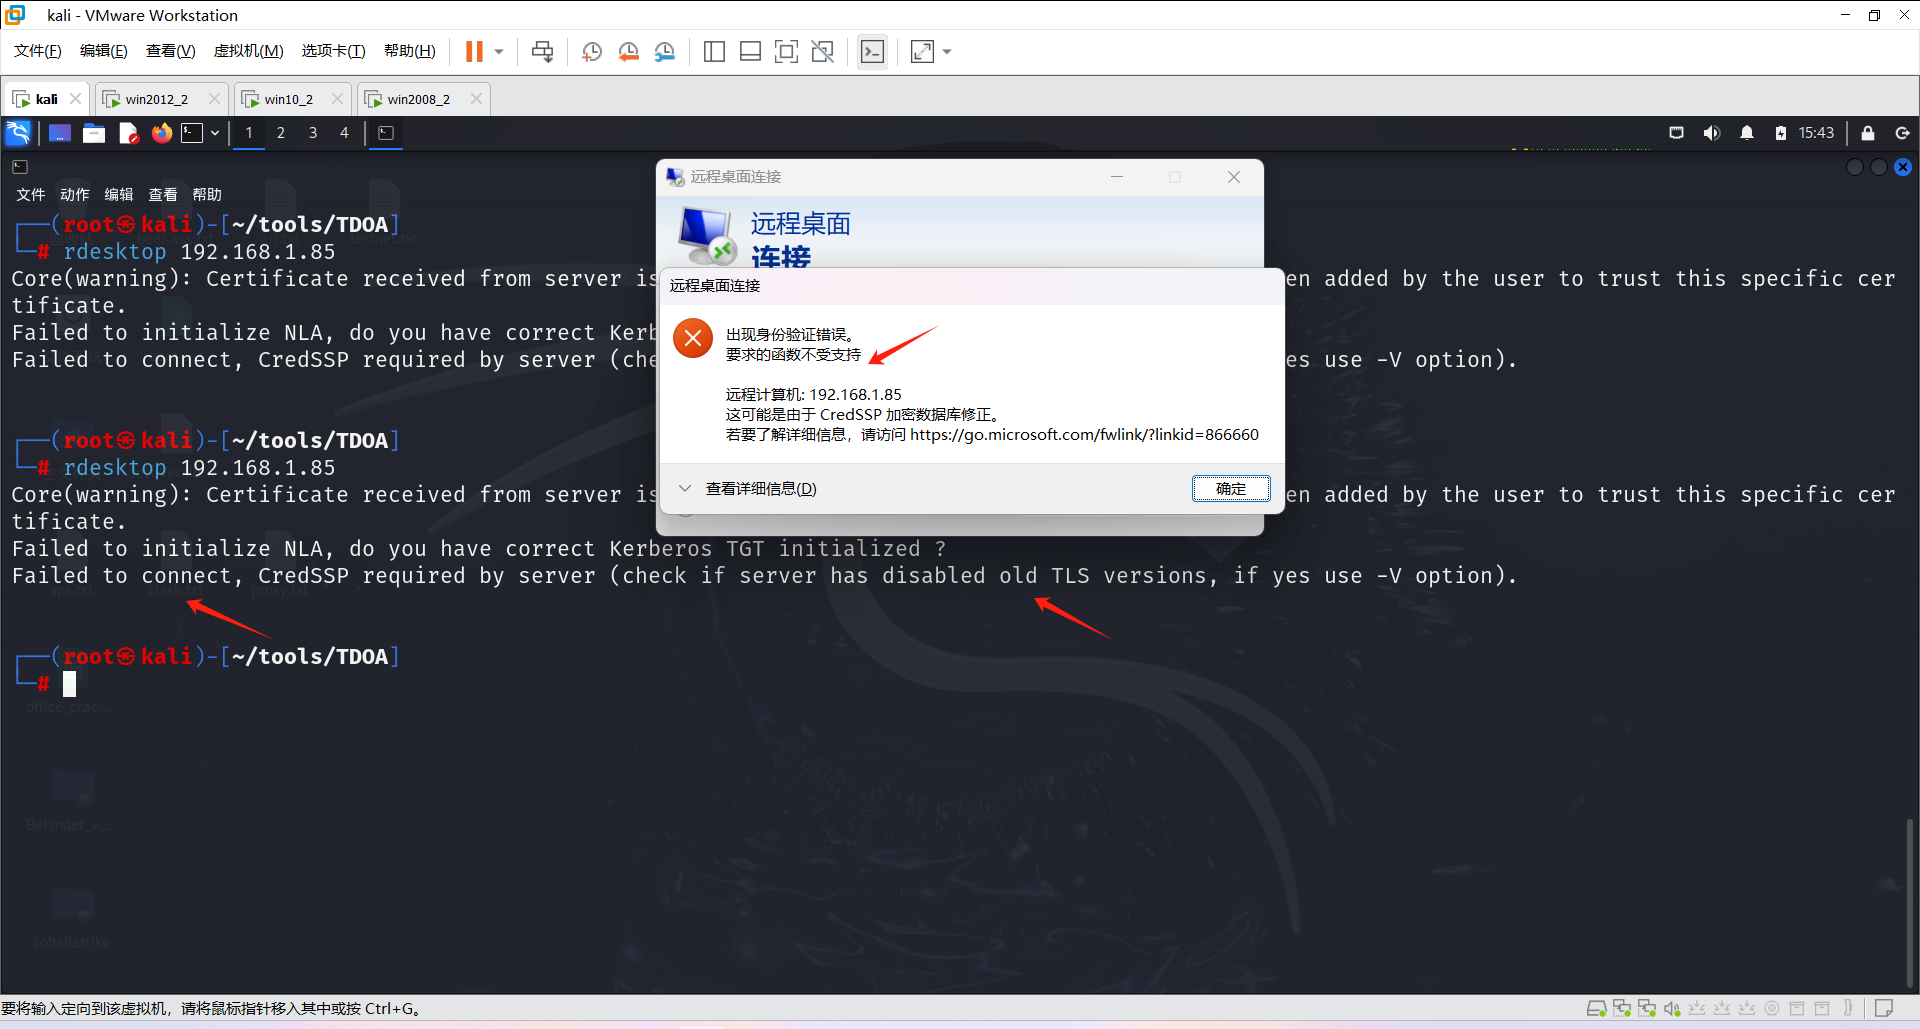 kali - VMware Workstation
文件(F) 编辑(E) 查看(V) 虚拟机(M) 选项卡(T) 帮助(H)
kali win2012_2 win10_2 win2008_2
1 2 3 4 15:43
文件 动作 编辑 查看 帮助
远程桌面连接
远程桌面
连接
┌──(root㉿kali)-[~/tools/TDOA]
└─# rdesktop 192.168.1.85
Core(warning): Certificate received from server is en added by the user to trust this specific cer
tificate.
Failed to initialize NLA, do you have correct Kerb
Failed to connect, CredSSP required by server (che es use -V option).
远程桌面连接
出现身份验证错误。
要求的函数不受支持
远程计算机: 192.168.1.85
这可能是由于 CredSSP 加密数据库修正。
若要了解详细信息，请访问 https://go.microsoft.com/fwlink/?linkid=866660
查看详细信息(D) 确定
┌──(root㉿kali)-[~/tools/TDOA]
└─# rdesktop 192.168.1.85
Core(warning): Certificate received from server is en added by the user to trust this specific cer
tificate.
Failed to initialize NLA, do you have correct Kerberos TGT initialized ?
Failed to connect, CredSSP required by server (check if server has disabled old TLS versions, if yes use -V option).
vps.txt clash.txt proxy.txt
┌──(root㉿kali)-[~/tools/TDOA]
└─#
office_crac...
Behinder_v...
cobaltstrike
要将输入定向到该虚拟机，请将鼠标指针移入其中或按 Ctrl+G。